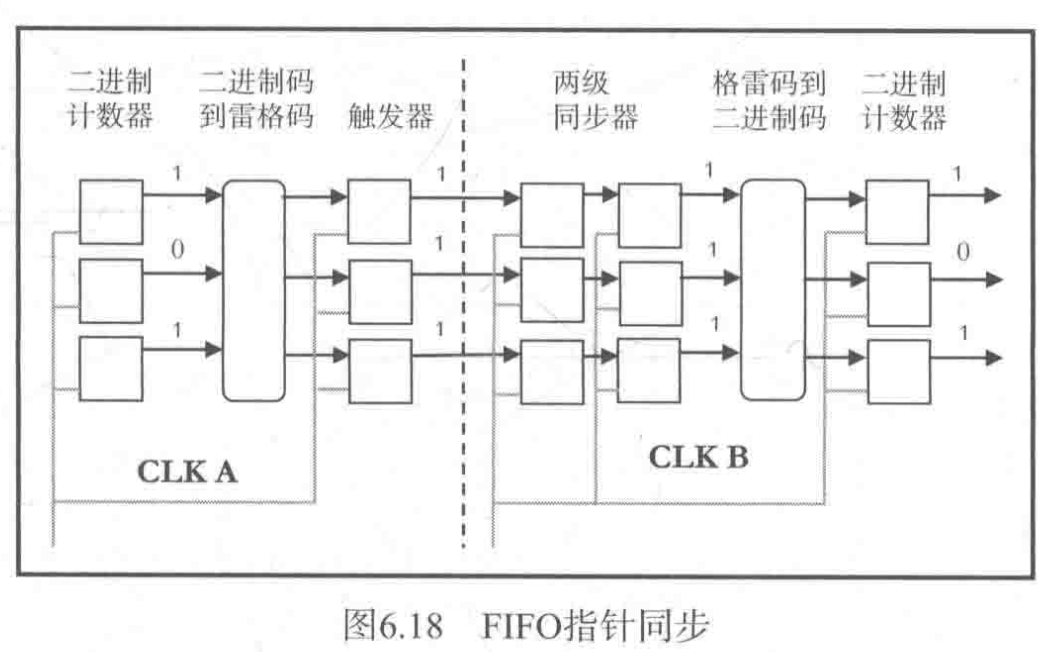 二进制 二进制码 两级 格雷码到 二进制
计数器 到雷格码 触发器 同步器 二进制码 计数器
1 1 1 1
0 1 1 0
1 1 1 1
CLK A CLK B
图6.18 FIFO指针同步